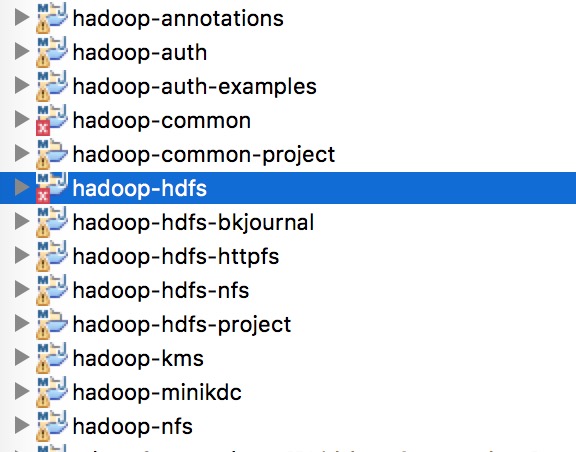 hadoop-annotations
hadoop-auth
hadoop-auth-examples
hadoop-common
hadoop-common-project
hadoop-hdfs
hadoop-hdfs-bkjournal
hadoop-hdfs-httpfs
hadoop-hdfs-nfs
hadoop-hdfs-project
hadoop-kms
hadoop-minikdc
hadoop-nfs